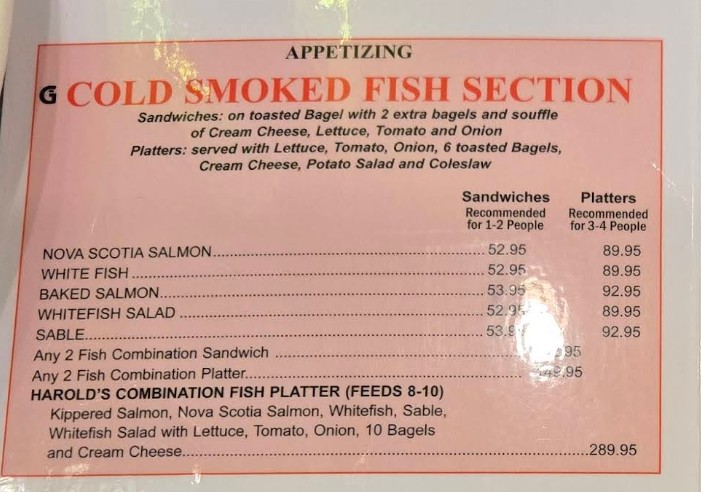 APPETIZING
G COLD SMOKED FISH SECTION
Sandwiches: on toasted Bagel with 2 extra bagels and souffle
of Cream Cheese, Lettuce, Tomato and Onion
Platters: served with Lettuce, Tomato, Onion, 6 toasted Bagels,
Cream Cheese, Potato Salad and Coleslaw
Sandwiches Platters
Recommended Recommended
for 1-2 People for 3-4 People
NOVA SCOTIA SALMON 52.95 89.95
WHITE FISH 52.95 89.95
BAKED SALMON 53.95 92.95
WHITEFISH SALAD 52.95 89.95
SABLE 92.95
Any 2 Fish Combination Sandwich
Any 2 Fish Combination Platter
HAROLD'S COMBINATION FISH PLATTER (FEEDS 8-10)
Kippered Salmon, Nova Scotia Salmon, Whitefish, Sable,
Whitefish Salad with Lettuce, Tomato, Onion, 10 Bagels
and Cream Cheese 289.95